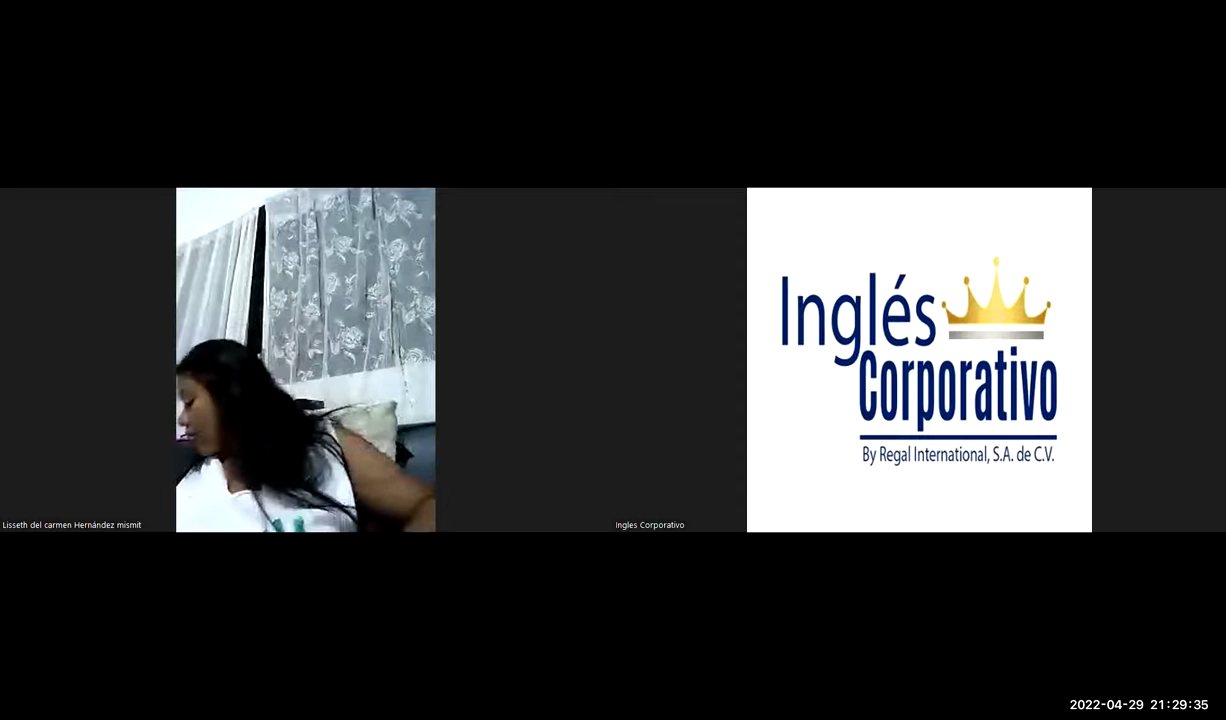 Inglés
Corporativo
By Regal International, S.A. de C.V.
Lisseth del carmen Hernández mismit
Ingles Corporativo
2022-04-29 21:29:35